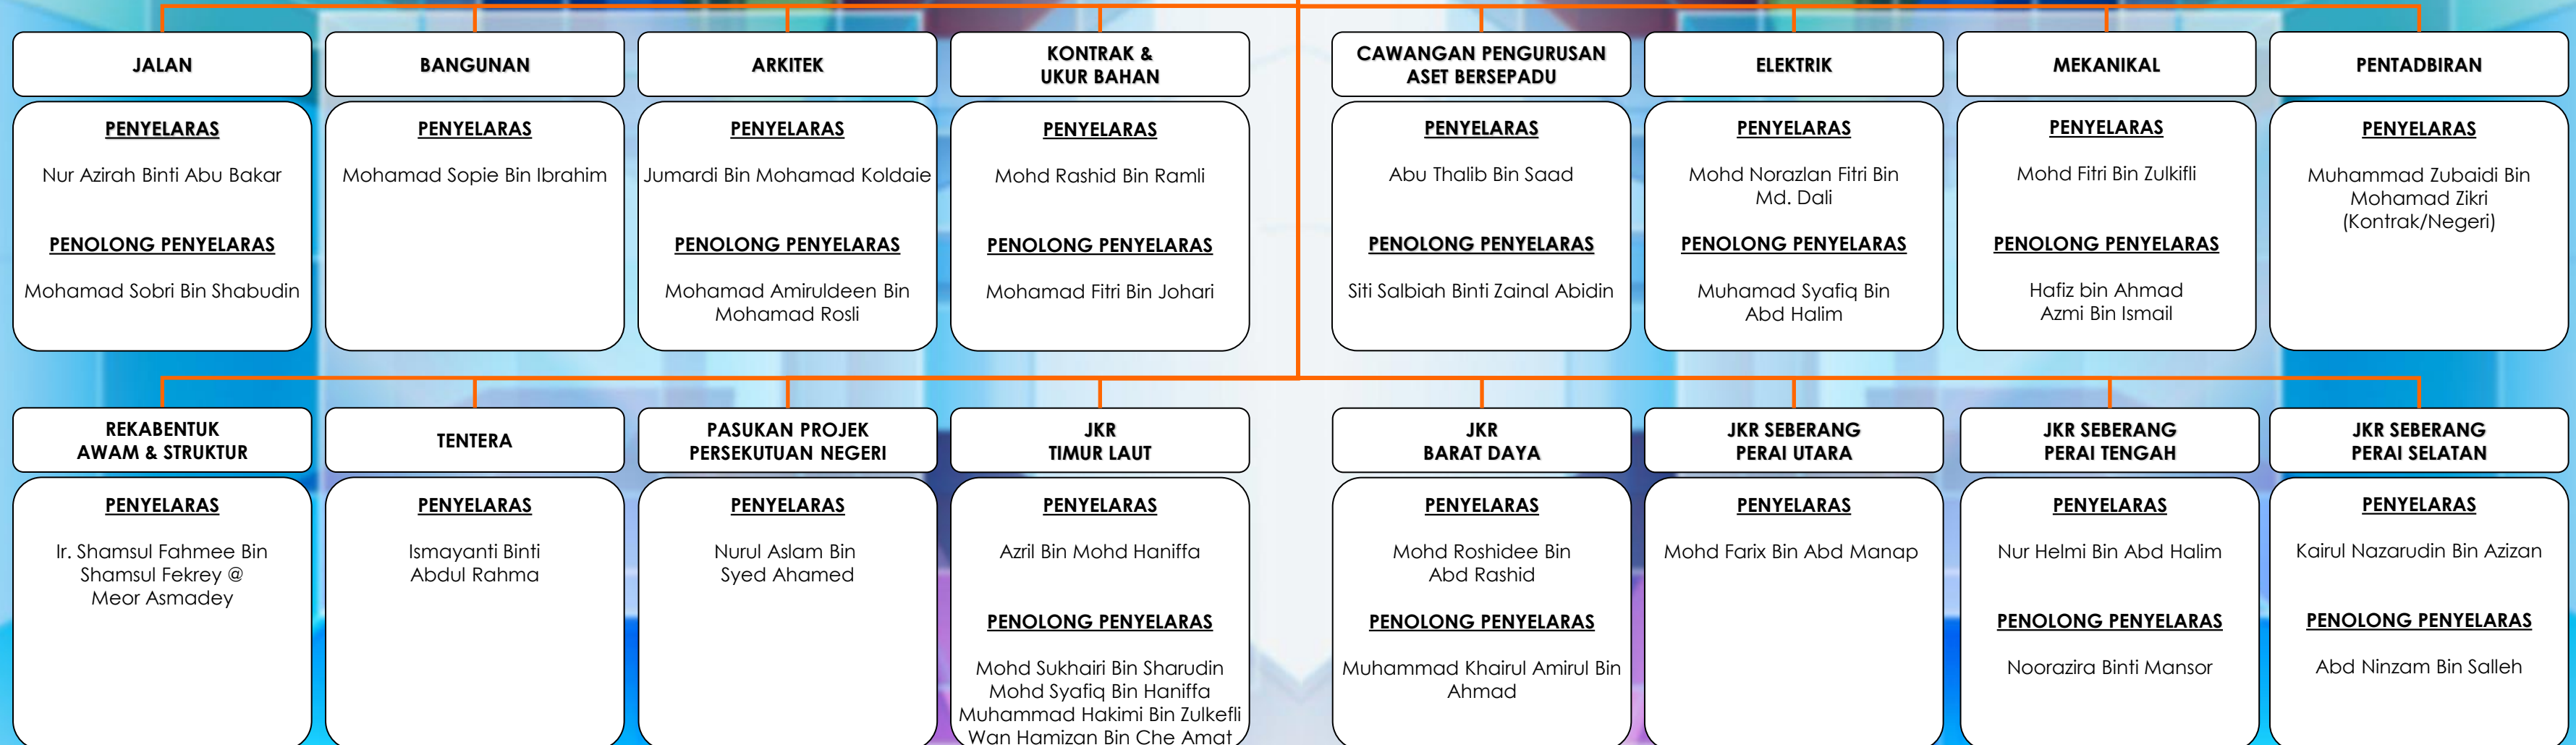 JALAN
PENYELARAS
Nur Azirah Binti Abu Bakar
PENOLONG PENYELARAS
Mohamad Sobri Bin Shabudin
BANGUNAN
PENYELARAS
Mohamad Sopie Bin Ibrahim
ARKITEK
PENYELARAS
Jumardi Bin Mohamad Koldaie
PENOLONG PENYELARAS
Mohamad Amiruldeen Bin
Mohamad Rosli
KONTRAK &
UKUR BAHAN
PENYELARAS
Mohd Rashid Bin Ramli
PENOLONG PENYELARAS
Mohamad Fitri Bin Johari
CAWANGAN PENGURUSAN
ASET BERSEPADU
PENYELARAS
Abu Thalib Bin Saad
PENOLONG PENYELARAS
Siti Salbiah Binti Zainal Abidin
ELEKTRIK
PENYELARAS
Mohd Norazlan Fitri Bin
Md. Dali
PENOLONG PENYELARAS
Muhamad Syafiq Bin
Abd Halim
MEKANIKAL
PENYELARAS
Mohd Fitri Bin Zulkifli
PENOLONG PENYELARAS
Hafiz bin Ahmad
Azmi Bin Ismail
PENTADBIRAN
PENYELARAS
Muhammad Zubaidi Bin
Mohamad Zikri
(Kontrak/Negeri)
REKABENTUK
AWAM & STRUKTUR
PENYELARAS
Ir. Shamsul Fahmee Bin
Shamsul Fekrey @
Meor Asmadey
TENTERA
PENYELARAS
Ismayanti Binti
Abdul Rahma
PASUKAN PROJEK
PERSEKUTUAN NEGERI
PENYELARAS
Nurul Aslam Bin
Syed Ahamed
JKR
TIMUR LAUT
PENYELARAS
Azril Bin Mohd Haniffa
PENOLONG PENYELARAS
Mohd Sukhairi Bin Sharudin
Mohd Syafiq Bin Haniffa
Muhammad Hakimi Bin Zulkefli
Wan Hamizan Bin Che Amat
JKR
BARAT DAYA
PENYELARAS
Mohd Roshidee Bin
Abd Rashid
PENOLONG PENYELARAS
Muhammad Khairul Amirul Bin
Ahmad
JKR SEBERANG
PERAI UTARA
PENYELARAS
Mohd Farix Bin Abd Manap
JKR SEBERANG
PERAI TENGAH
PENYELARAS
Nur Helmi Bin Abd Halim
PENOLONG PENYELARAS
Noorazira Binti Mansor
JKR SEBERANG
PERAI SELATAN
PENYELARAS
Kairul Nazarudin Bin Azizan
PENOLONG PENYELARAS
Abd Ninzam Bin Salleh